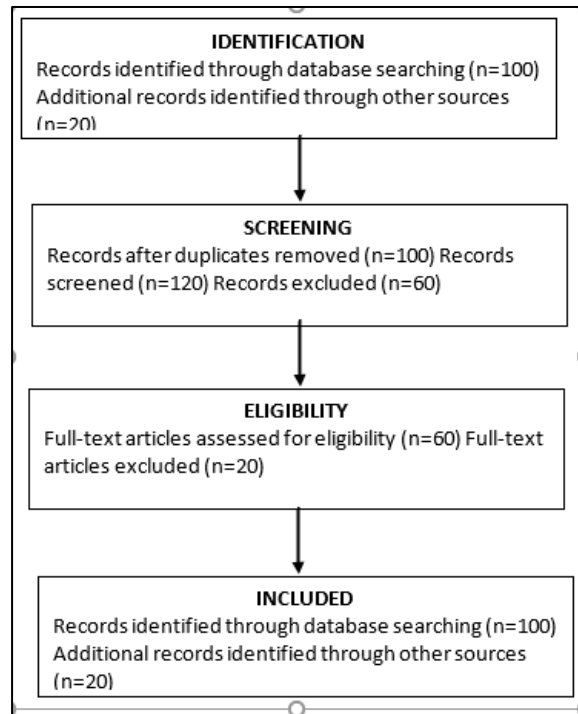 IDENTIFICATION
Records identified through database searching (n=100)
Additional records identified through other sources
(n=20)
SCREENING
Records after duplicates removed (n=100) Records
screened (n=120) Records excluded (n=60)
ELIGIBILITY
Full-text articles assessed for eligibility (n=60) Full-text
articles excluded (n=20)
INCLUDED
Records identified through database searching (n=100)
Additional records identified through other sources
(n=20)